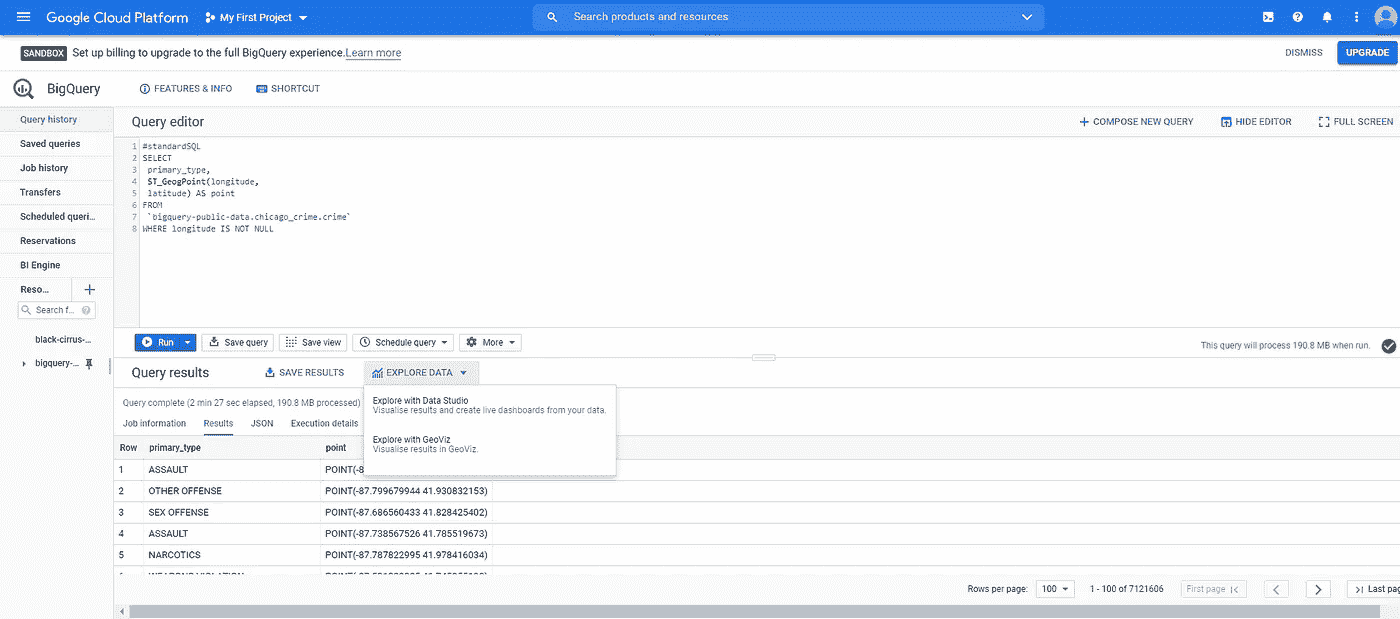 Google Cloud Platform My First Project Search products and resources
SANDBOX Set up billing to upgrade to the full BigQuery experience. Learn more DISMISS UPGRADE
BigQuery FEATURES & INFO SHORTCUT
Query history
Saved queries
Job history
Transfers
Scheduled queri...
Reservations
BI Engine
Reso...
Search f...
black-cirrus-...
bigquery-...
Query editor COMPOSE NEW QUERY HIDE EDITOR FULL SCREEN
1 #standardSQL
2 SELECT
3 primary_type,
4 ST_GeogPoint(longitude,
5 latitude) AS point
6 FROM
7 `bigquery-public-data.chicago_crime.crime`
8 WHERE longitude IS NOT NULL
Run Save query Save view Schedule query More This query will process 190.8 MB when run.
Query results SAVE RESULTS EXPLORE DATA
Explore with Data Studio
Visualise results and create live dashboards from your data.
Explore with GeoViz
Visualise results in GeoViz.
Query complete (2 min 27 sec elapsed, 190.8 MB processed)
Job information Results JSON Execution details
Row primary_type point
1 ASSAULT POINT(-8
2 OTHER OFFENSE POINT(-87.799679944 41.930832153)
3 SEX OFFENSE POINT(-87.686560433 41.828425402)
4 ASSAULT POINT(-87.738567526 41.785519673)
5 NARCOTICS POINT(-87.787822995 41.978416034)
Rows per page: 100 1 - 100 of 7121606 First page Last pag